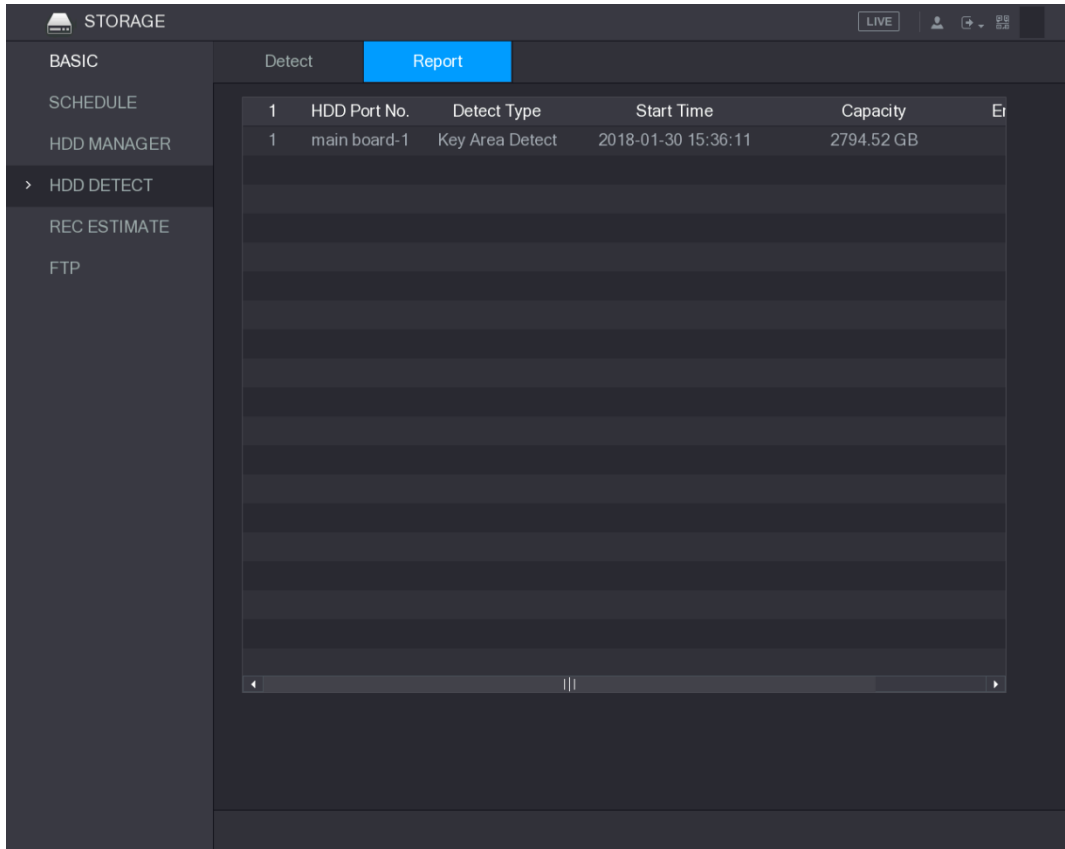 STORAGE LIVE
BASIC
SCHEDULE
HDD MANAGER
HDD DETECT
REC ESTIMATE
FTP
Detect Report
1 HDD Port No. Detect Type Start Time Capacity
1 main board-1 Key Area Detect 2018-01-30 15:36:11 2794.52 GB